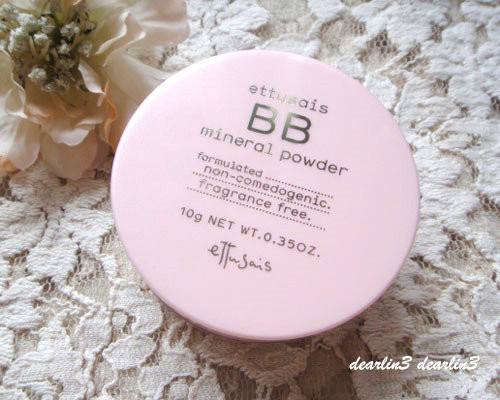 ettusais
BB
mineral powder
formulated
non-comedogenic.
fragrance free.
10g NET WT.0.35OZ.
ettusais
dearlin3 dearlin3